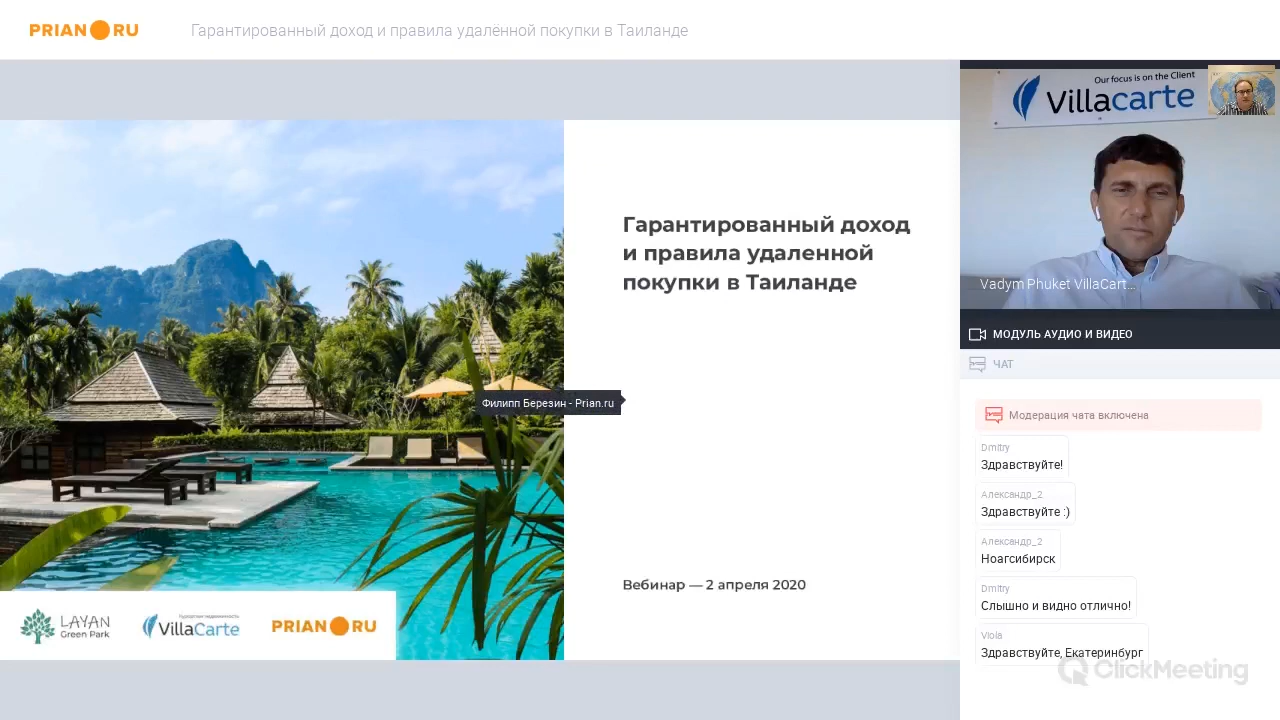 PRIAN RU
Гарантированный доход и правила удалённой покупки в Таиланде
Our focus is on the Client
Villacarte
Vadym Phuket VillaCart...
МОДУЛЬ АУДИО И ВИДЕО
ЧАТ
Модерация чата включена
Dmitry
Здравствуйте!
Александр_2
Здравствуйте :)
Александр_2
Ноагсибирск
Dmitry
Слышно и видно отлично!
Viola
Здравствуйте, Екатеринбург
ClickMeeting
Гарантированный доход
и правила удаленной
покупки в Таиланде
Филипп Березин - Prian.ru
Вебинар — 2 апреля 2020
LAYAN
Green Park
Курортная недвижимость
VillaCarte
PRIAN RU